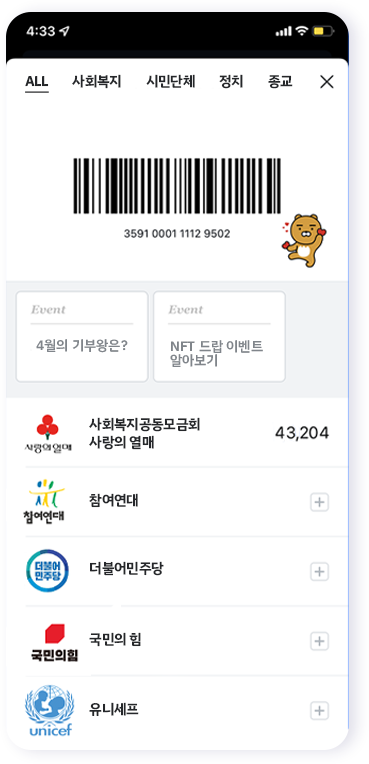 4:33
ALL 사회복지 시민단체 정치 종교
3591 0001 1112 9502
Event
4월의 기부왕은?
Event
NFT 드랍 이벤트
알아보기
사랑의열매
사회복지공동모금회
사랑의 열매
43,204
참여연대
참여연대
더불어
민주당
더불어민주당
국민의힘
국민의 힘
unicef
유니세프